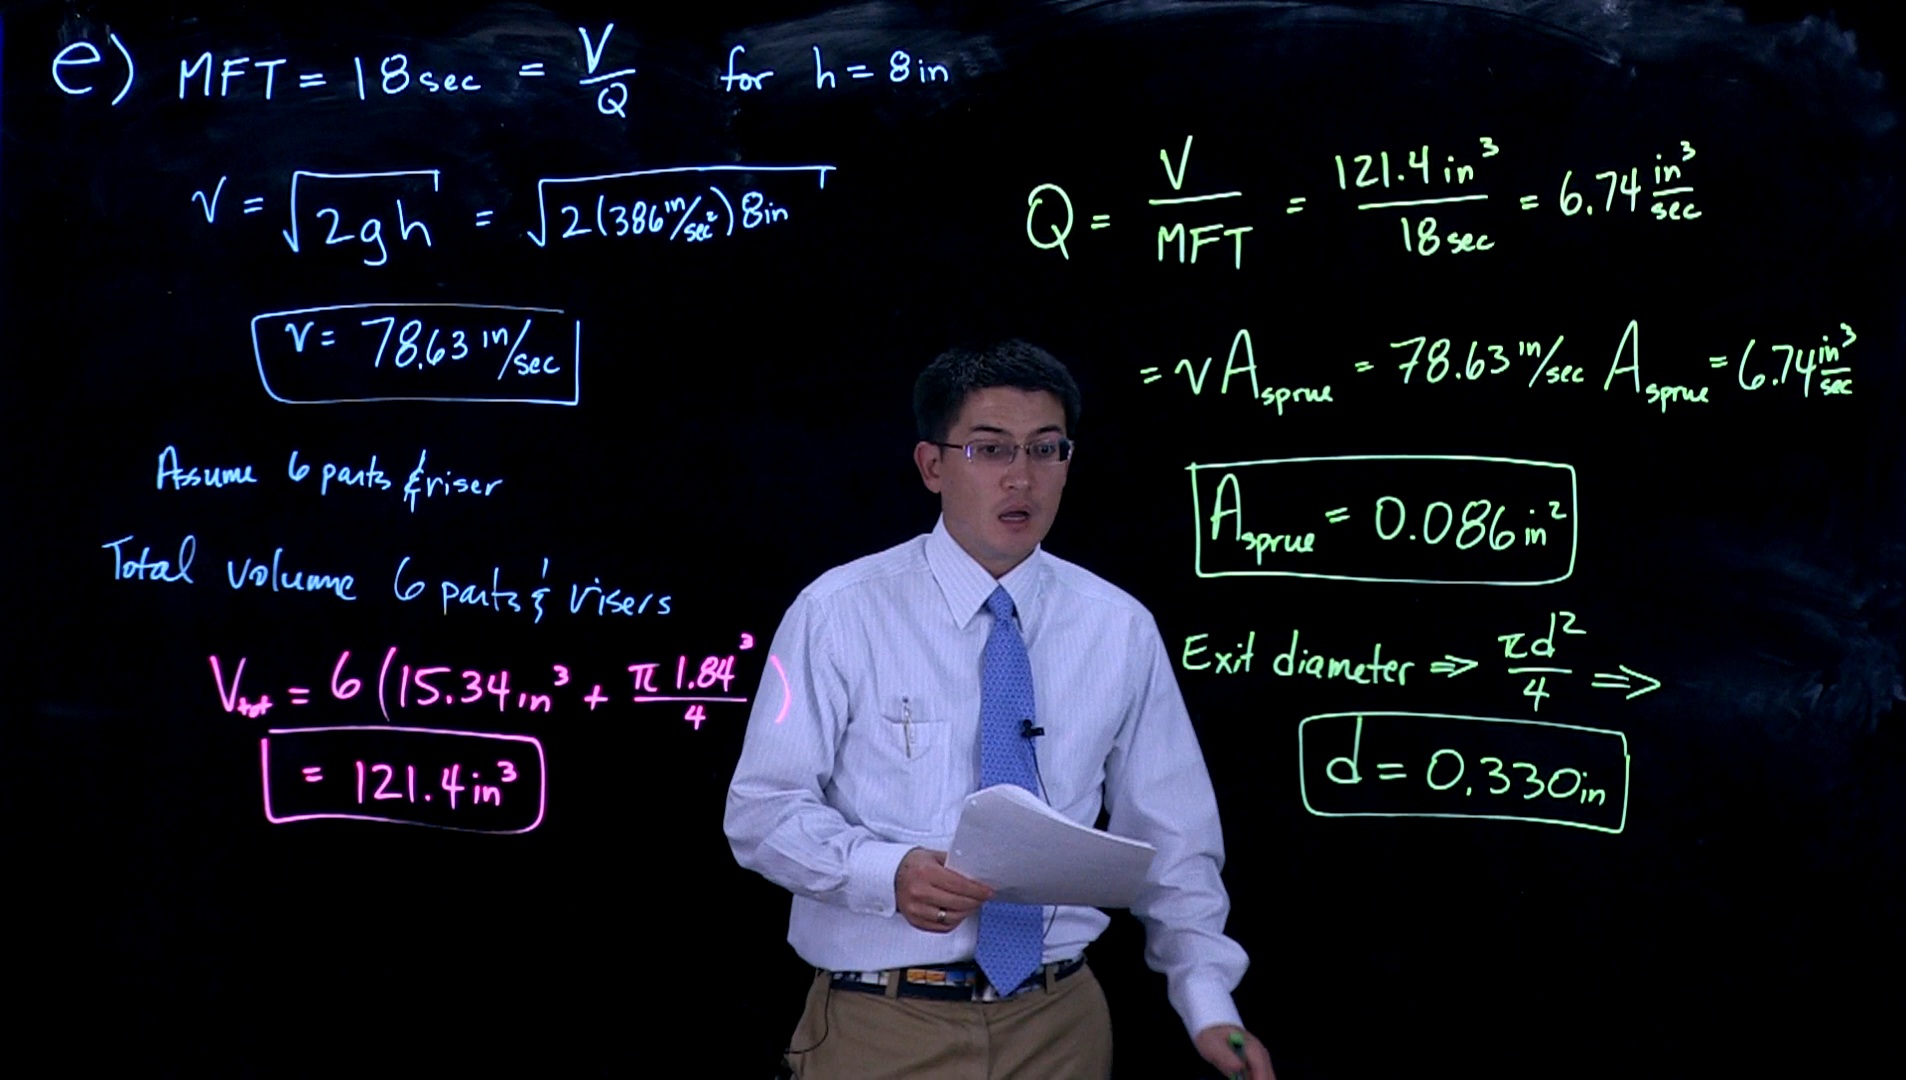 e) MFT = 18 sec = V/Q for h = 8 in
v = √2gh = √2(386 in/sec²) 8in
v = 78.63 in/sec
Assume 6 parts & riser
Total volume 6 parts & risers
V_tot = 6 (15.34 in³ + π 1.84³/4)
= 121.4 in³
Q = V/MFT = 121.4 in³/18 sec = 6.74 in³/sec
= v A_sprue = 78.63 in/sec A_sprue = 6.74 in³/sec
A_sprue = 0.086 in²
Exit diameter ⇒ πd²/4 ⇒
d = 0.330in